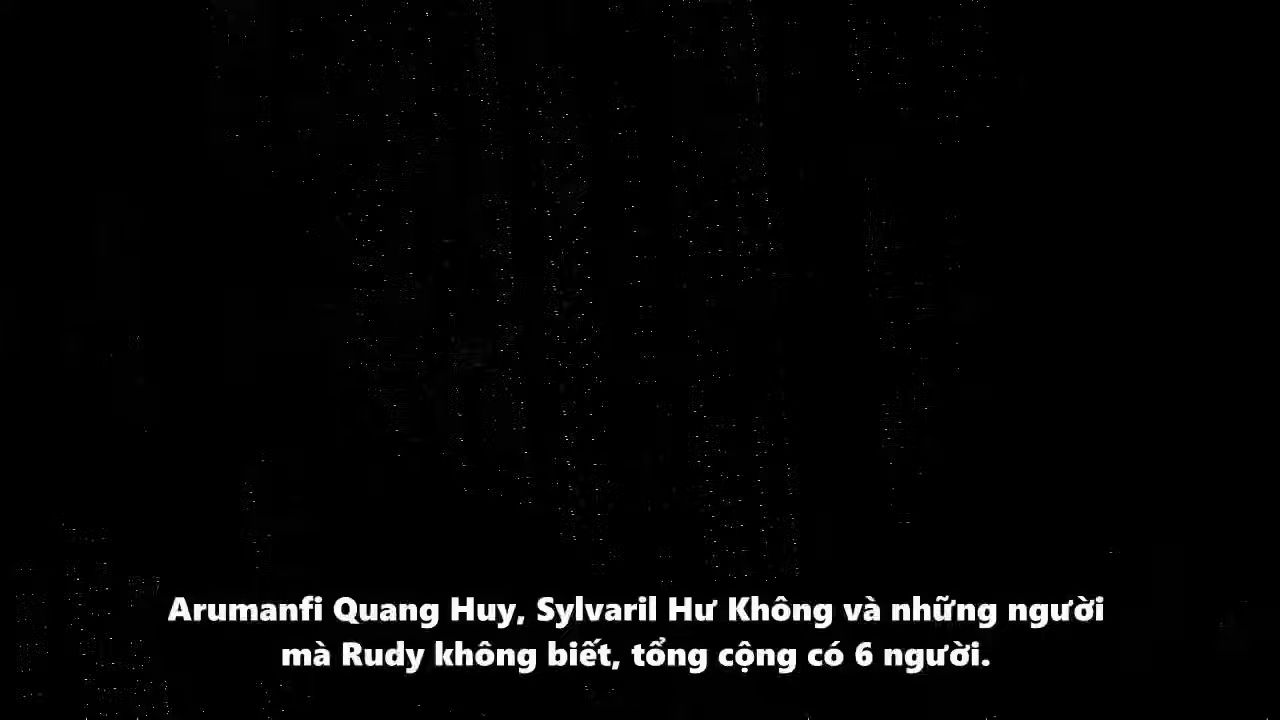 Arumanfi Quang Huy, Sylvaril Hư Không và những người
mà Rudy không biết, tổng cộng có 6 người.